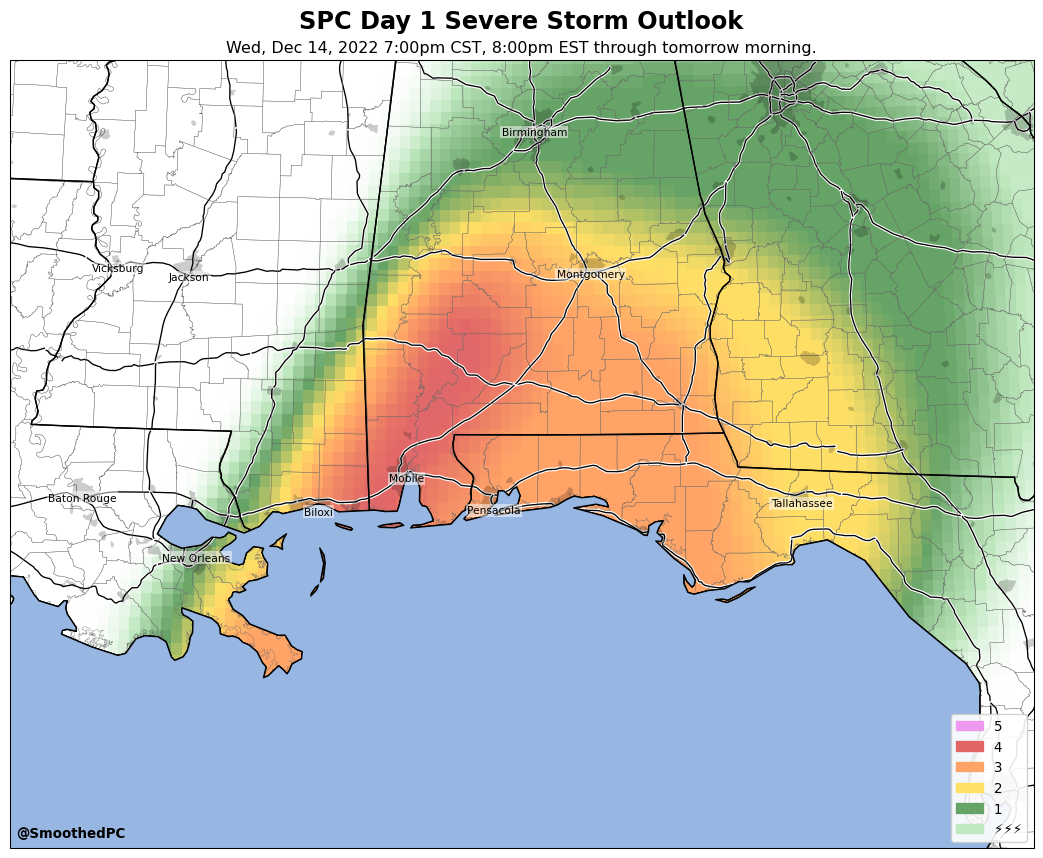 SPC Day 1 Severe Storm Outlook
Wed, Dec 14, 2022 7:00pm CST, 8:00pm EST through tomorrow morning.
Birmingham
Vicksburg
Jackson
Montgomery
Mobile
Baton Rouge
Biloxi
Pensacola
Tallahassee
New Orleans
5
4
3
2
1
⚡⚡⚡
@SmoothedPC